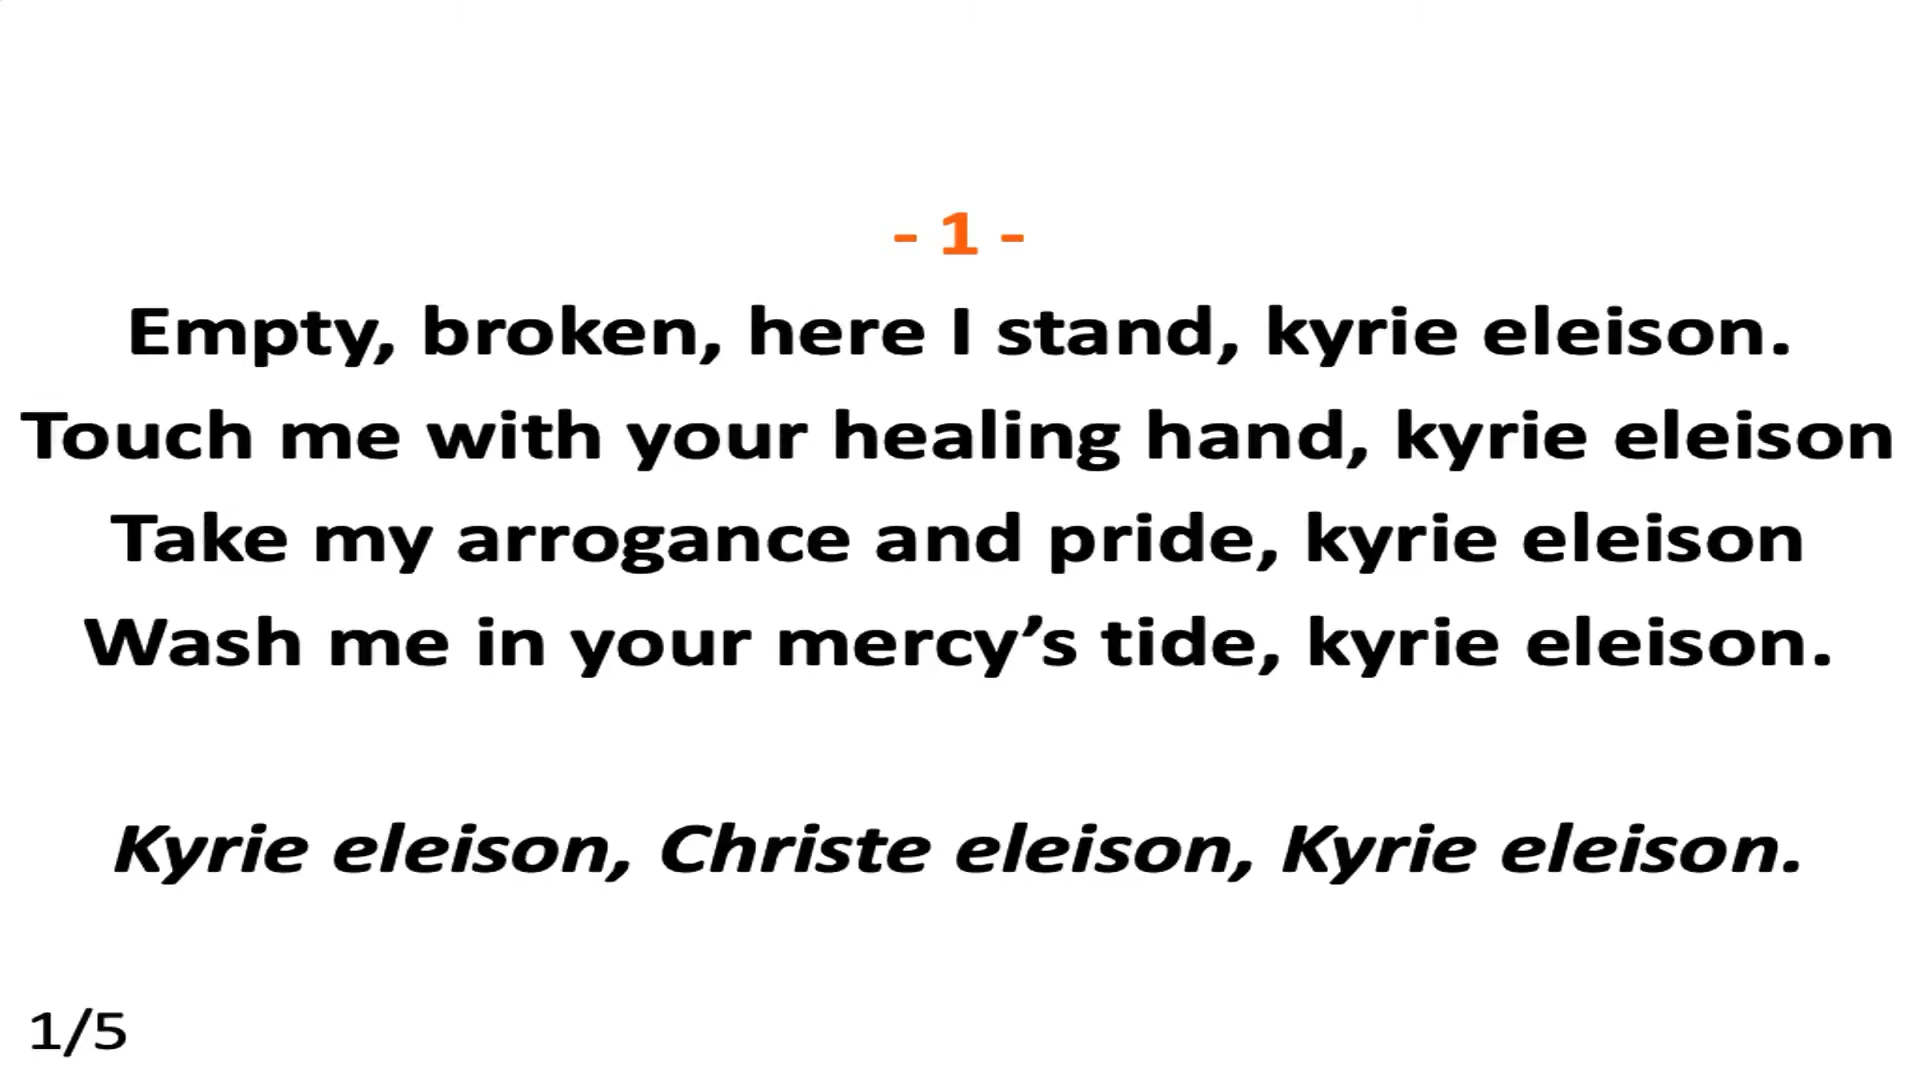 - 1 -
Empty, broken, here I stand, kyrie eleison.
Touch me with your healing hand, kyrie eleison
Take my arrogance and pride, kyrie eleison
Wash me in your mercy’s tide, kyrie eleison.
Kyrie eleison, Christe eleison, Kyrie eleison.
1/5